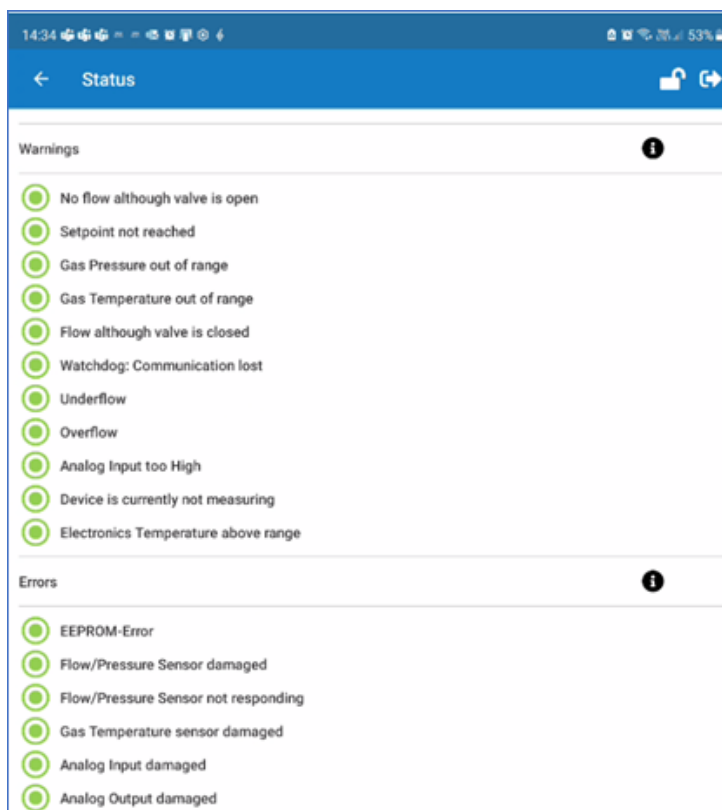 14:34
53%
Status
Warnings
No flow although valve is open
Setpoint not reached
Gas Pressure out of range
Gas Temperature out of range
Flow although valve is closed
Watchdog: Communication lost
Underflow
Overflow
Analog Input too High
Device is currently not measuring
Electronics Temperature above range
Errors
EEPROM-Error
Flow/Pressure Sensor damaged
Flow/Pressure Sensor not responding
Gas Temperature sensor damaged
Analog Input damaged
Analog Output damaged